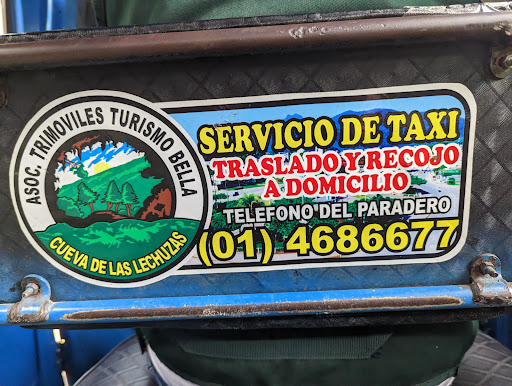 ASOC. TRIMOVILES TURISMO BELLA
CUEVA DE LAS LECHUZAS
SERVICIO DE TAXI
TRASLADO Y RECOJO
A DOMICILIO
TELEFONO DEL PARADERO
(01) 4686677